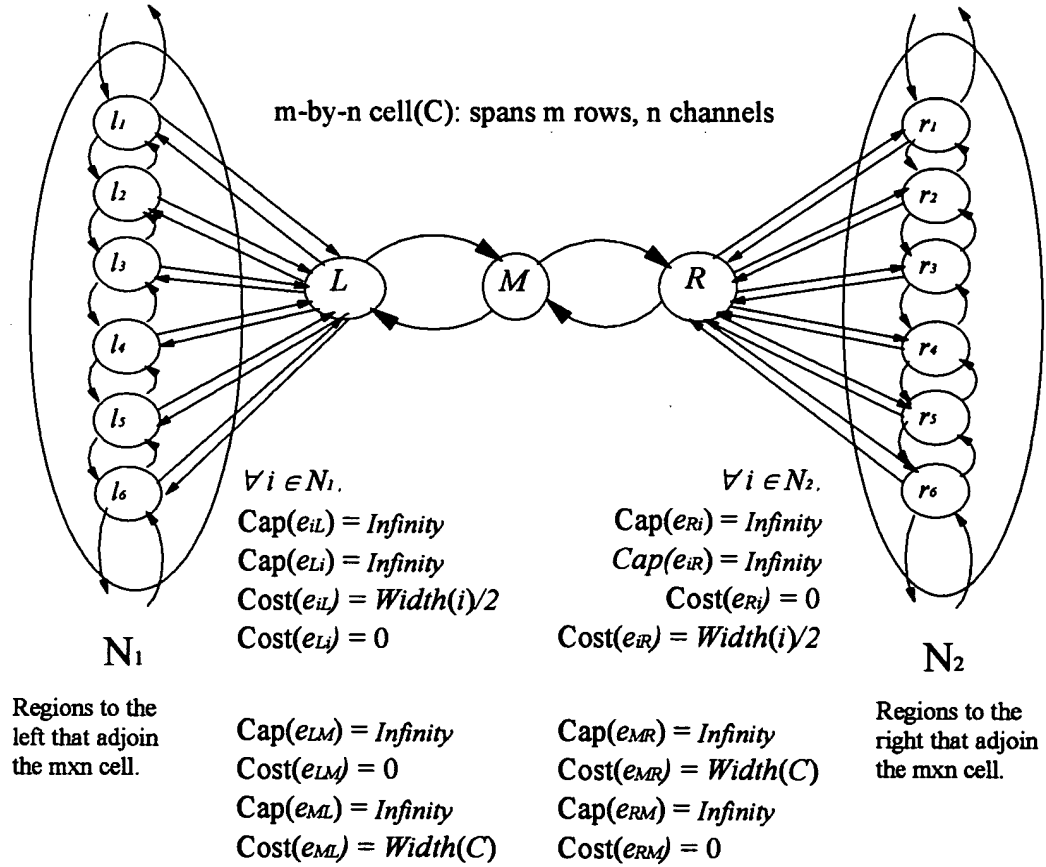 m-by-n cell(C): spans m rows, n channels
l1
l2
l3
l4
l5
l6
L
M
R
r1
r2
r3
r4
r5
r6
∀ i ∈ N1,
Cap(eiL) = Infinity
Cap(eLi) = Infinity
Cost(eiL) = Width(i)/2
Cost(eLi) = 0
∀ i ∈ N2,
Cap(eRi) = Infinity
Cap(eiR) = Infinity
Cost(eRi) = 0
Cost(eiR) = Width(i)/2
N1
Regions to the
left that adjoin
the mxn cell.
N2
Regions to the
right that adjoin
the mxn cell.
Cap(eLM) = Infinity
Cost(eLM) = 0
Cap(eML) = Infinity
Cost(eML) = Width(C)
Cap(eMR) = Infinity
Cost(eMR) = Width(C)
Cap(eRM) = Infinity
Cost(eRM) = 0